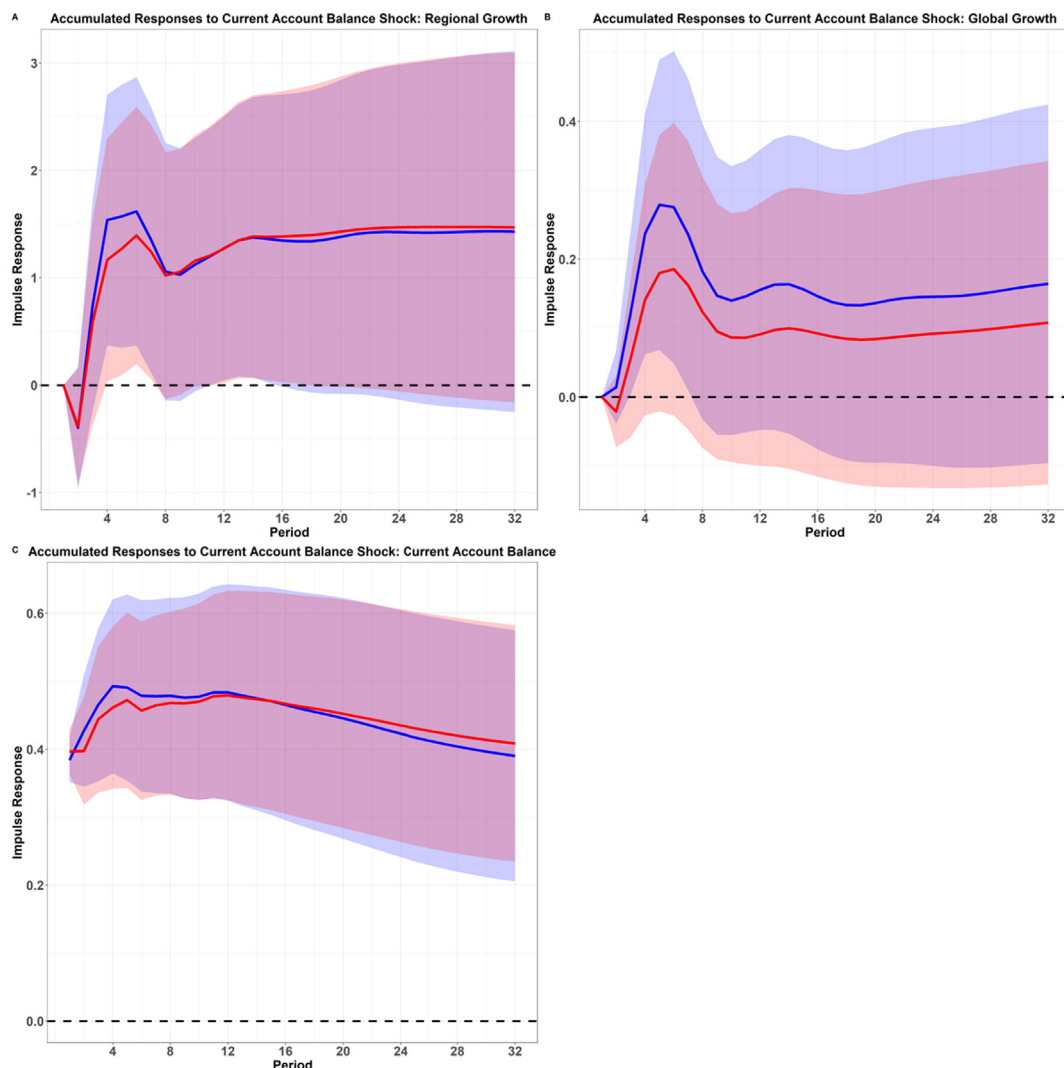 A Accumulated Responses to Current Account Balance Shock: Regional Growth
Impulse Response
3
2
1
0
-1
4 8 12 16 20 24 28 32
Period
B Accumulated Responses to Current Account Balance Shock: Global Growth
Impulse Response
0.4
0.2
0.0
4 8 12 16 20 24 28 32
Period
C Accumulated Responses to Current Account Balance Shock: Current Account Balance
Impulse Response
0.6
0.4
0.2
0.0
4 8 12 16 20 24 28 32
Period